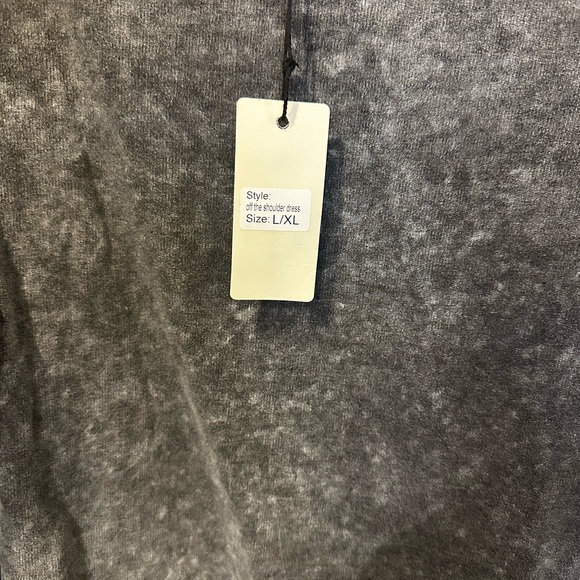 Style:
off the shoulder dress
Size: L/XL